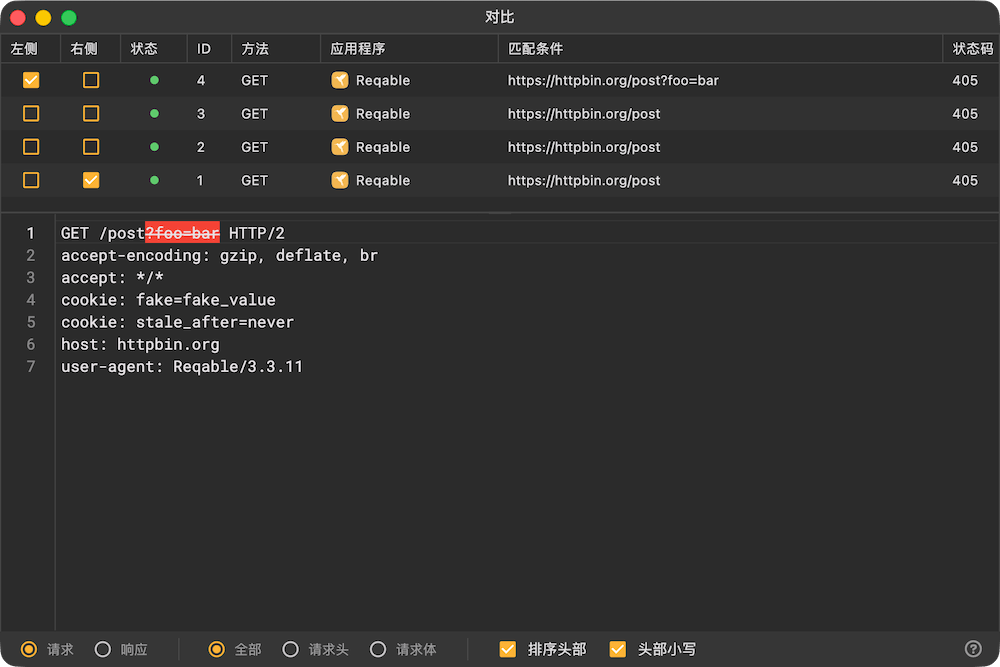 对比
左侧 右侧 状态 ID 方法 应用程序 匹配条件 状态码
4 GET Reqable https://httpbin.org/post?foo=bar 405
3 GET Reqable https://httpbin.org/post 405
2 GET Reqable https://httpbin.org/post 405
1 GET Reqable https://httpbin.org/post 405
1 GET /post?foo=bar HTTP/2
2 accept-encoding: gzip, deflate, br
3 accept: */*
4 cookie: fake=fake_value
5 cookie: stale_after=never
6 host: httpbin.org
7 user-agent: Reqable/3.3.11
请求 响应 全部 请求头 请求体 排序头部 头部小写 ?